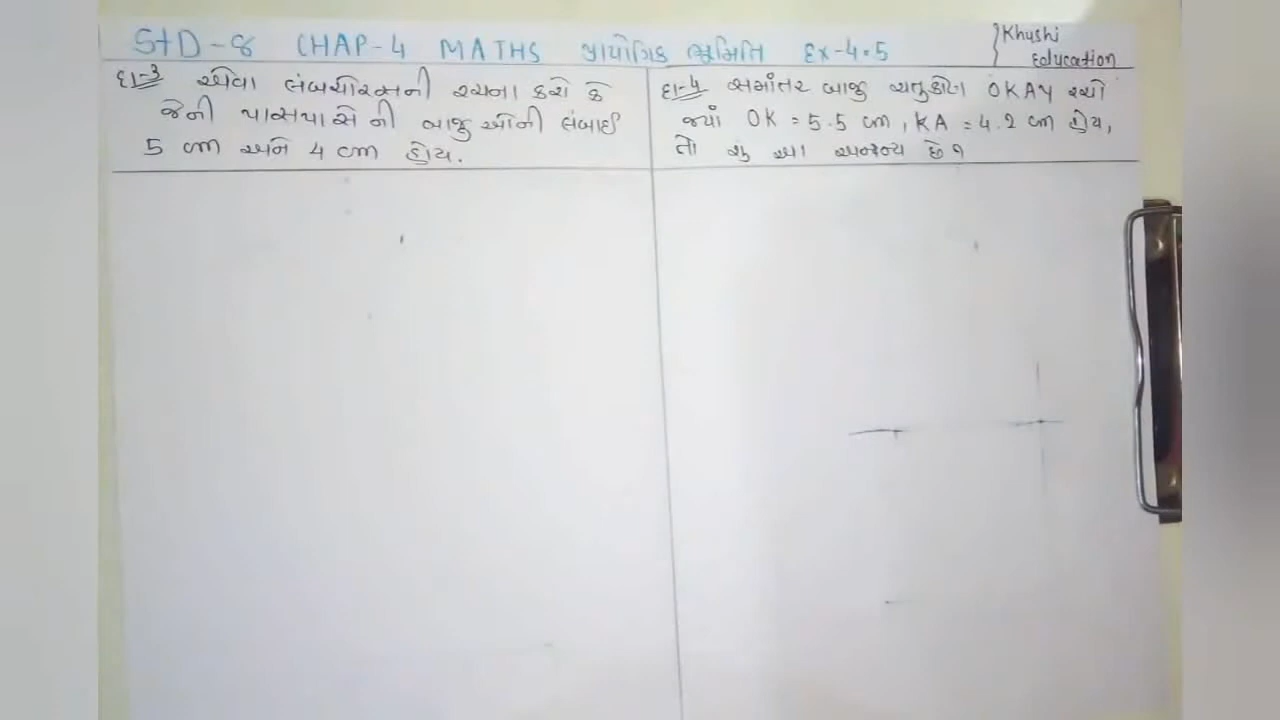 STD-8 CHAP-4 MATHS પ્રાયોગિક ભૂમિતિ EX-4.5
Khushi
Education
દા-3 એવા લંબચોરસની રચના કરો કે
જેની પાસપાસેની બાજુઓની લંબાઈ
5 cm અને 4 cm હોય.
દા-4 સમાંતર બાજુ ચતુષ્કોણ OKAY રચો
જ્યાં OK = 5.5 cm, KA = 4.2 cm હોય,
તો શુ આ અનન્ય છે ?